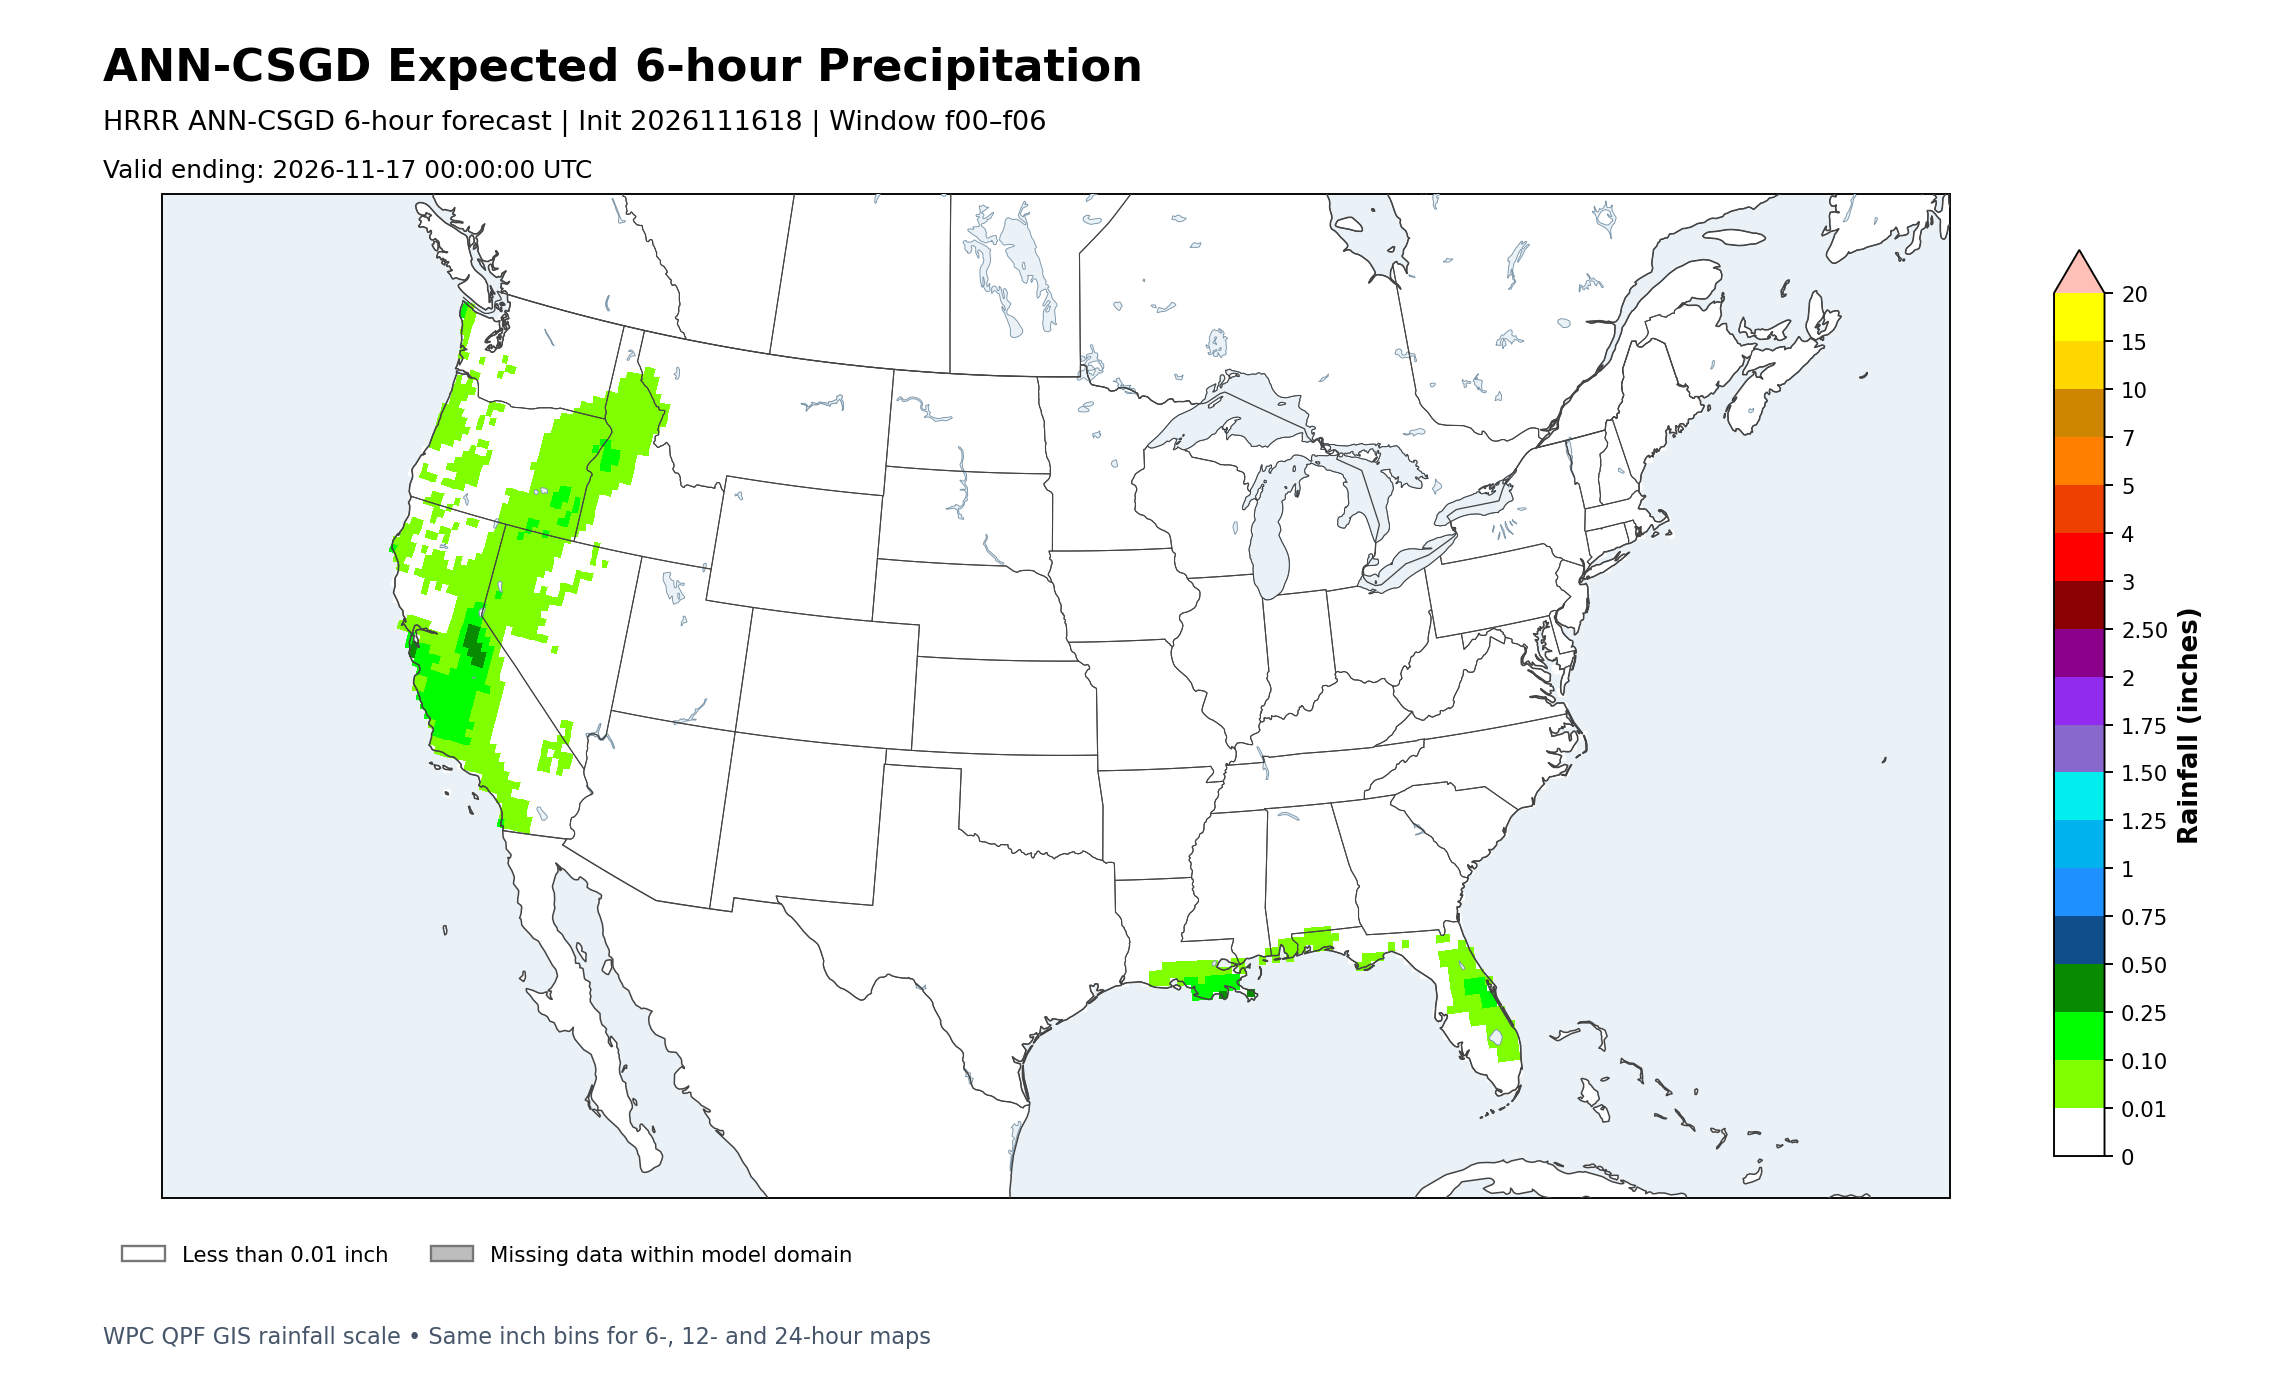 ANN-CSGD Expected 6-hour Precipitation
HRRR ANN-CSGD 6-hour forecast | Init 2026111618 | Window f00–f06
Valid ending: 2026-11-17 00:00:00 UTC
20
15
10
7
5
4
3
2.50
2
1.75
1.50
1.25
1
0.75
0.50
0.25
0.10
0.01
0
Rainfall (inches)
Less than 0.01 inch
Missing data within model domain
WPC QPF GIS rainfall scale • Same inch bins for 6-, 12- and 24-hour maps